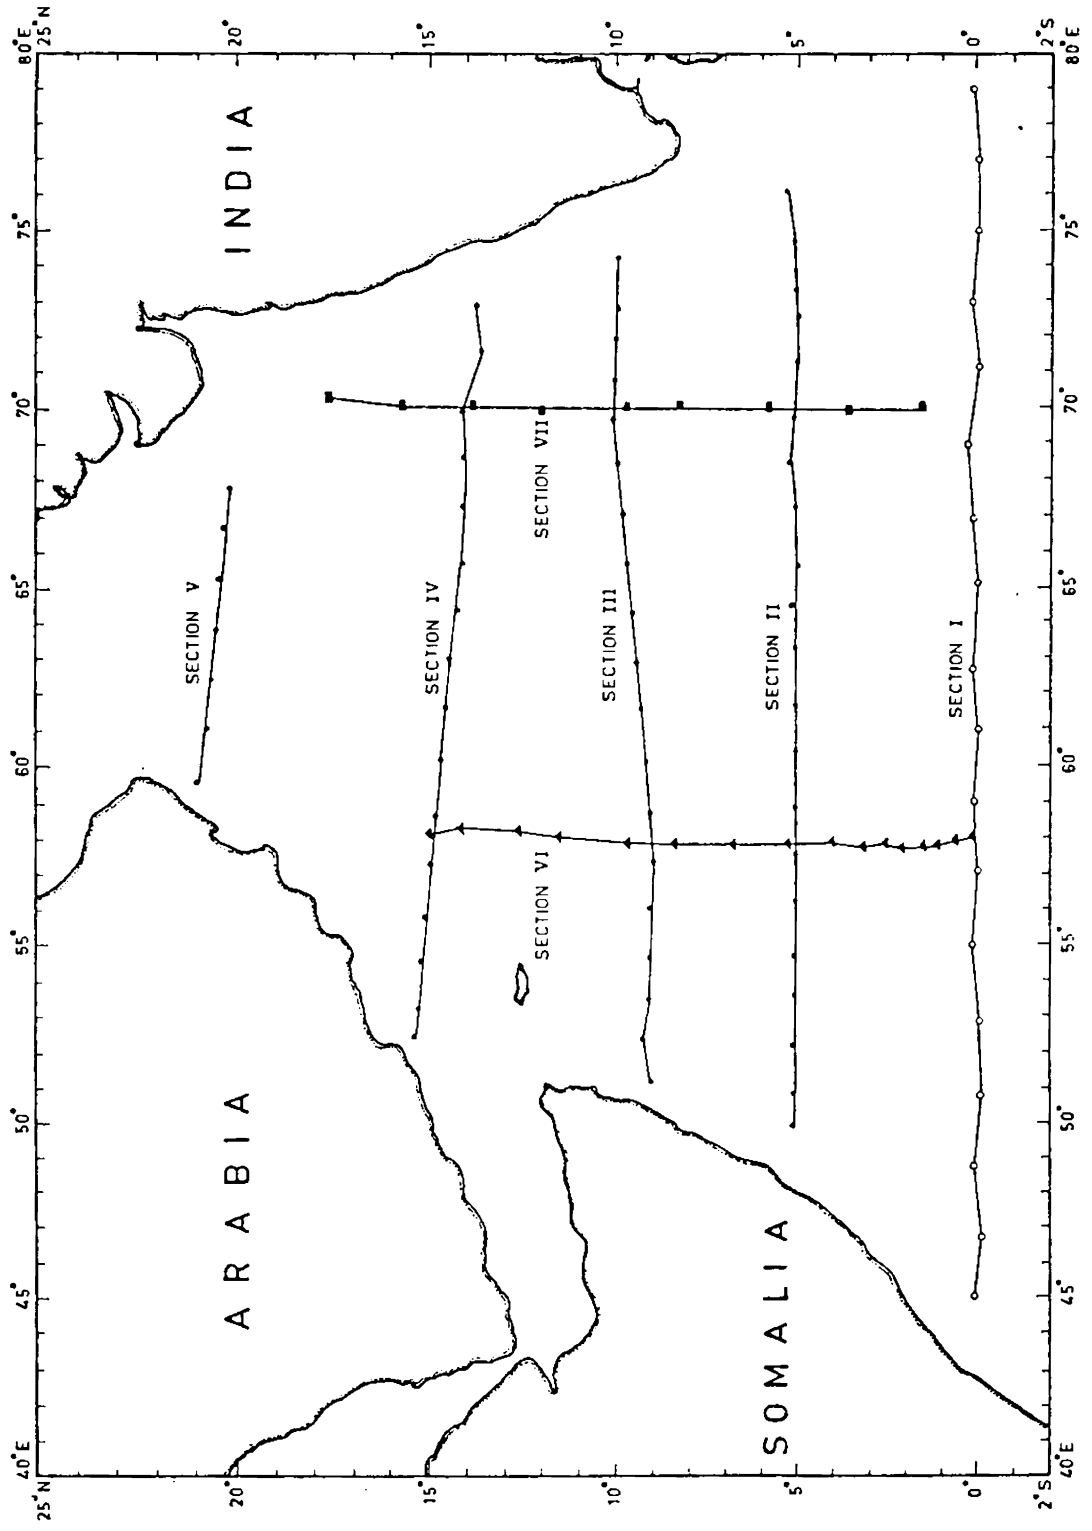 25°N
20°
15°
10°
5°
0°
2°S
80°E
75°
70°
65°
60°
55°
50°
45°
40°E
80°E
75°
70°
65°
60°
55°
50°
45°
40°E
25°N
20°
15°
10°
5°
0°
2°S
INDIA
ARABIA
SOMALIA
SECTION V
SECTION IV
SECTION VII
SECTION III
SECTION II
SECTION I
SECTION VI